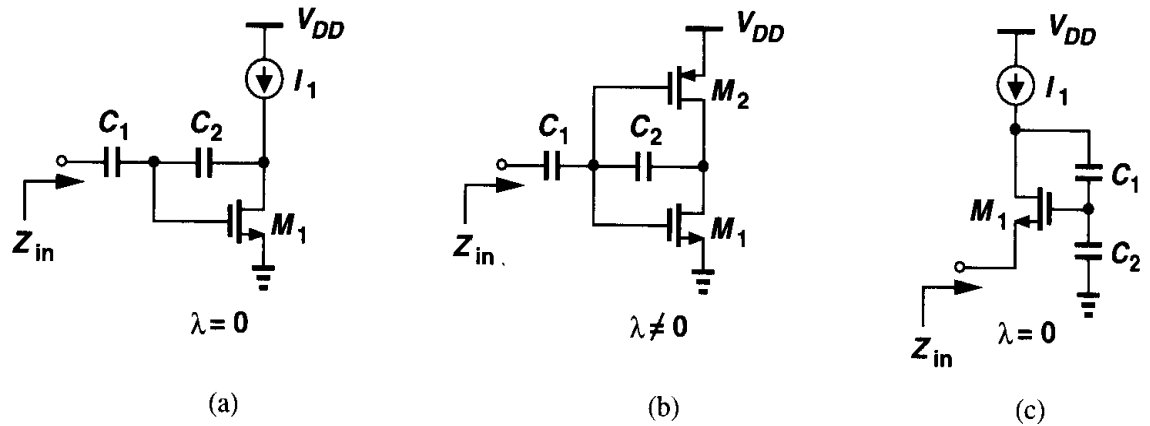 V_DD
I_1
C_1 C_2
M_1
Z_in
λ = 0
(a)
V_DD
M_2
C_1 C_2
M_1
Z_in .
λ ≠ 0
(b)
V_DD
I_1
C_1
M_1
C_2
Z_in
λ = 0
(c)